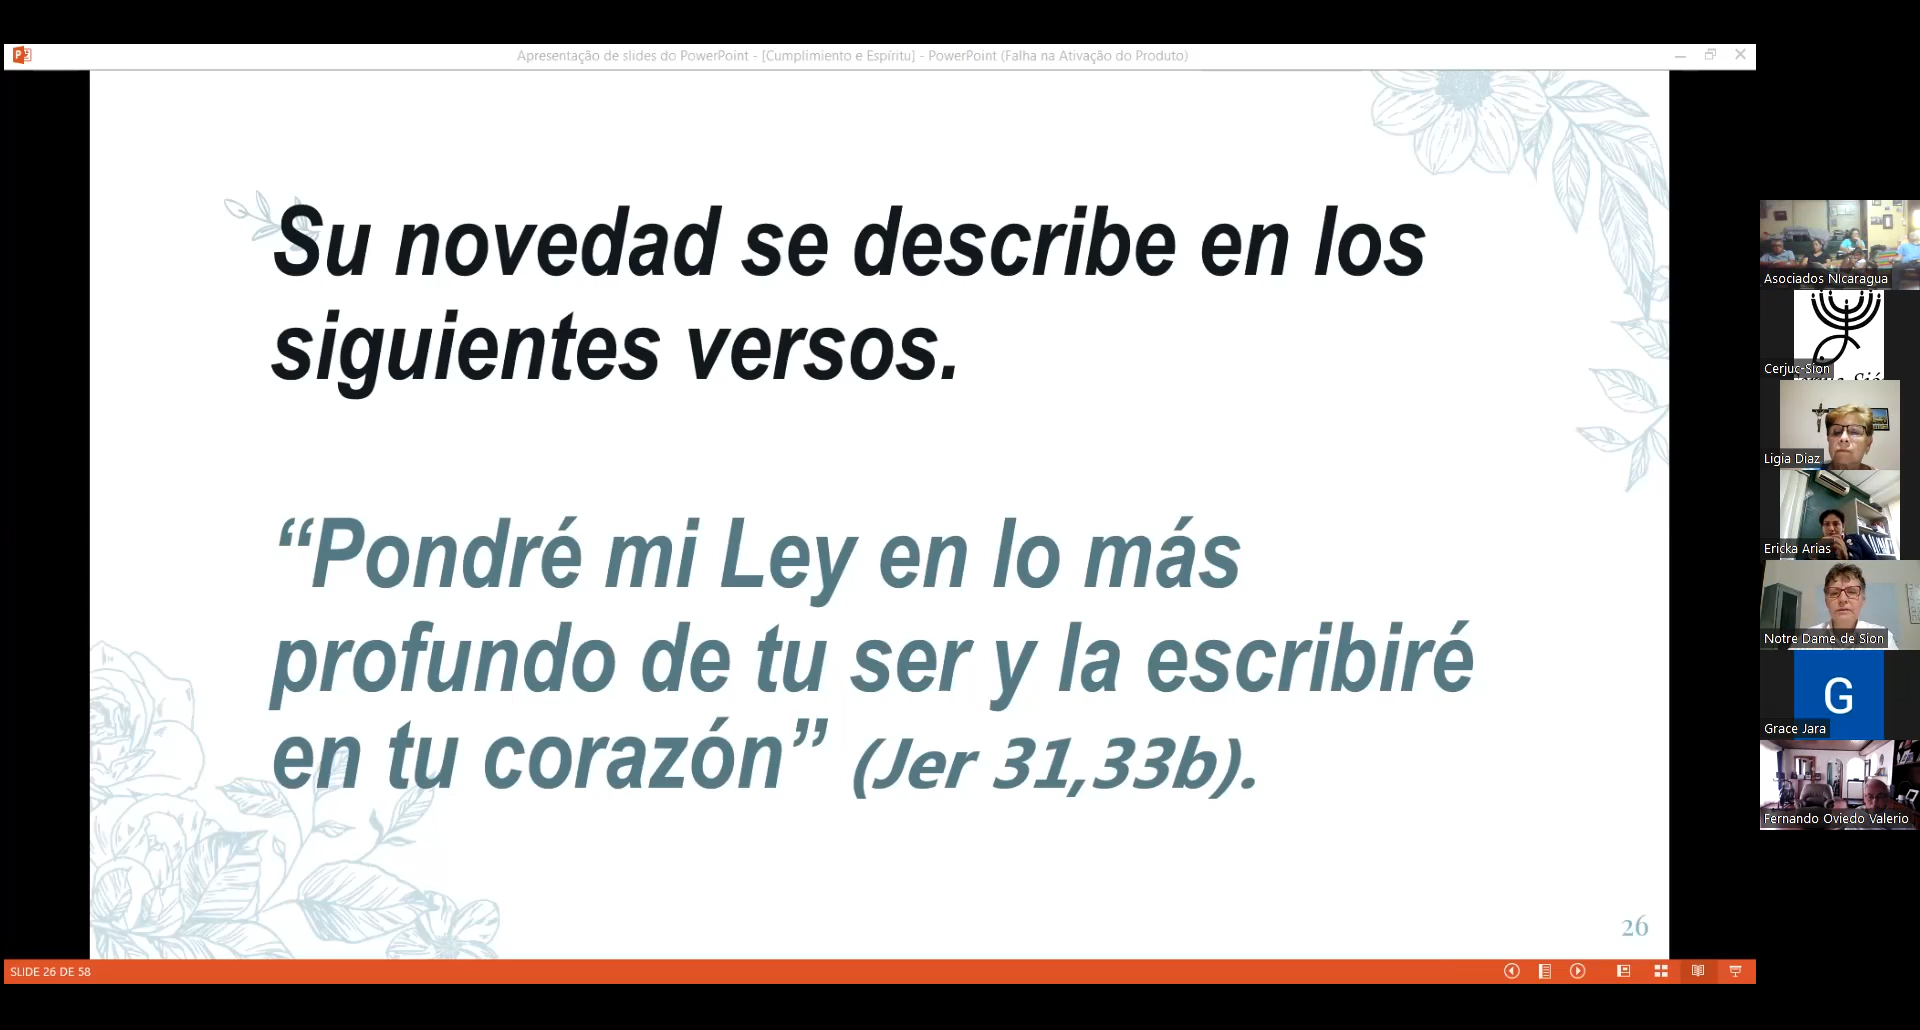 Apresentação de slides do PowerPoint - [Cumplimiento e Espíritu] - PowerPoint (Falha na Ativação do Produto)
Su novedad se describe en los
siguientes versos.
“Pondré mi Ley en lo más
profundo de tu ser y la escribiré
en tu corazón” (Jer 31,33b).
26
SLIDE 26 DE 58
Asociados NIcaragua
Cerjuc-Sion
Ligia Diaz
Ericka Arias
Notre Dame de Sion
G
Grace Jara
Fernando Oviedo Valerio